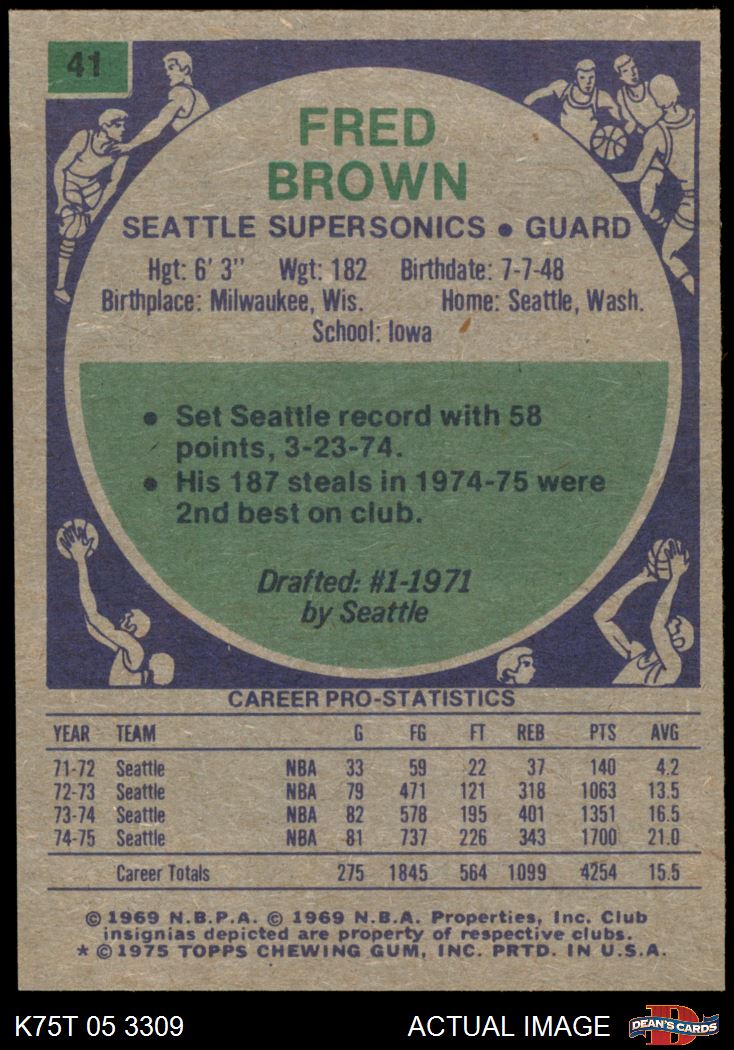 41
FRED
BROWN
SEATTLE SUPERSONICS • GUARD
Hgt: 6' 3" Wgt: 182 Birthdate: 7-7-48
Birthplace: Milwaukee, Wis. Home: Seattle, Wash.
School: Iowa
• Set Seattle record with 58
points, 3-23-74.
• His 187 steals in 1974-75 were
2nd best on club.
Drafted: #1-1971
by Seattle
CAREER PRO-STATISTICS
YEAR TEAM G FG FT REB PTS AVG
71-72 Seattle NBA 33 59 22 37 140 4.2
72-73 Seattle NBA 79 471 121 318 1063 13.5
73-74 Seattle NBA 82 578 195 401 1351 16.5
74-75 Seattle NBA 81 737 226 343 1700 21.0
Career Totals 275 1845 564 1099 4254 15.5
© 1969 N.B.P.A. © 1969 N.B.A. Properties, Inc. Club
insignias depicted are property of respective clubs.
* © 1975 TOPPS CHEWING GUM, INC. PRTD. IN U.S.A.
K75T 05 3309 ACTUAL IMAGE D DEAN'S CARDS